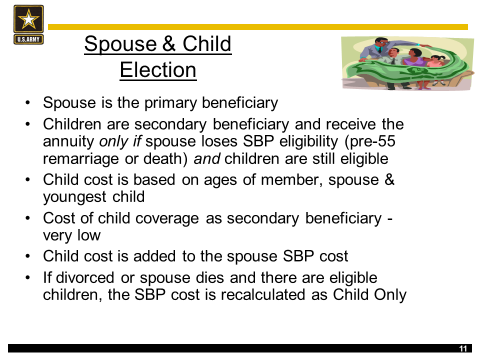 U.S.ARMY
Spouse & Child
Election
• Spouse is the primary beneficiary
• Children are secondary beneficiary and receive the
annuity only if spouse loses SBP eligibility (pre-55
remarriage or death) and children are still eligible
• Child cost is based on ages of member, spouse &
youngest child
• Cost of child coverage as secondary beneficiary -
very low
• Child cost is added to the spouse SBP cost
• If divorced or spouse dies and there are eligible
children, the SBP cost is recalculated as Child Only
11